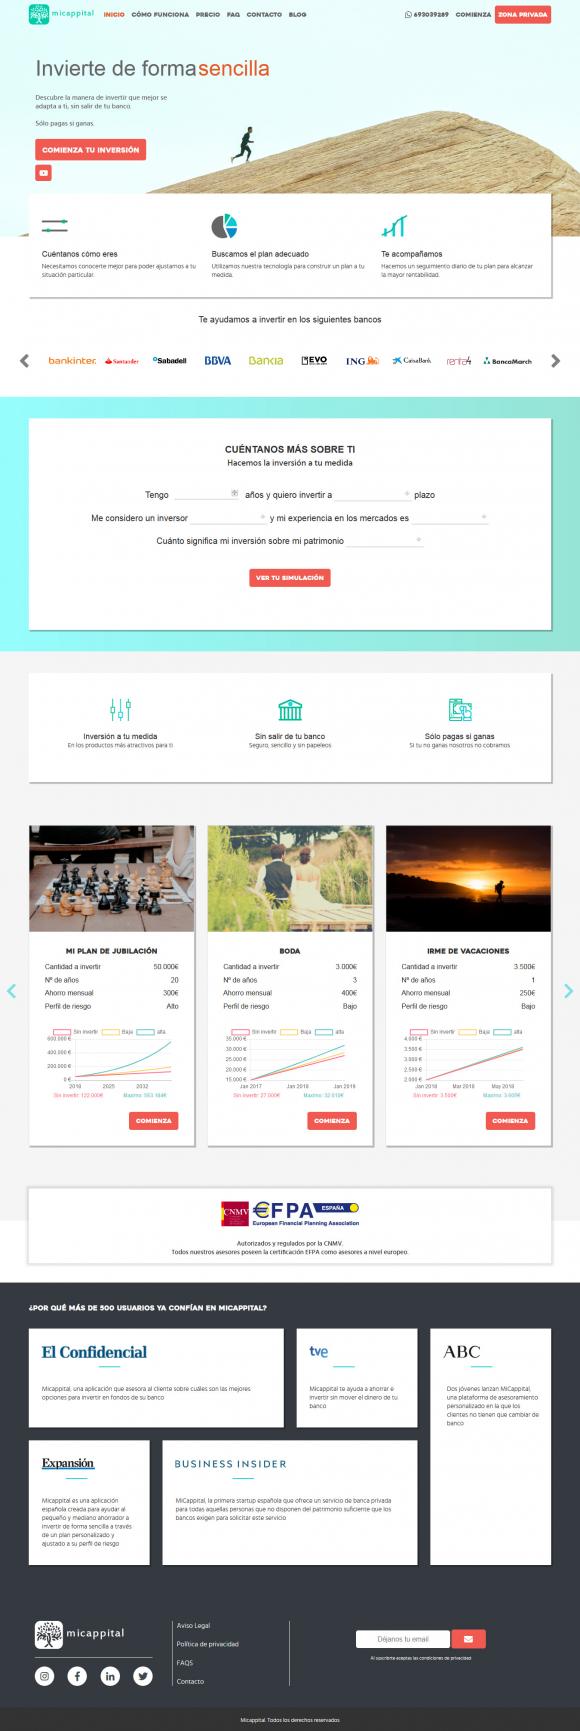 micappital
INICIO CÓMO FUNCIONA PRECIO FAQ CONTACTO BLOG
693039289 COMIENZA ZONA PRIVADA
Invierte de forma sencilla
Descubre la manera de invertir que mejor se
adapta a ti, sin salir de tu banco.
Sólo pagas si ganas.
COMIENZA TU INVERSIÓN
Cuéntanos cómo eres
Necesitamos conocerte mejor para poder ajustarnos a tu
situación particular.
Buscamos el plan adecuado
Utilizamos nuestra tecnología para construir un plan a tu
medida.
Te acompañamos
Hacemos un seguimiento diario de tu plan para alcanzar
la mayor rentabilidad.
Te ayudamos a invertir en los siguientes bancos
bankinter. Santander Sabadell BBVA Bankia EVO ING CaixaBank renta4 BancaMarch
CUÉNTANOS MÁS SOBRE TI
Hacemos la inversión a tu medida
Tengo años y quiero invertir a plazo
Me considero un inversor y mi experiencia en los mercados es
Cuánto significa mi inversión sobre mi patrimonio
VER TU SIMULACIÓN
Inversión a tu medida
En los productos más atractivos para ti
Sin salir de tu banco
Seguro, sencillo y sin papeleos
Sólo pagas si ganas
Si tu no ganas nosotros no cobramos
MI PLAN DE JUBILACIÓN
Cantidad a invertir 50.000€
Nº de años 20
Ahorro mensual 300€
Perfil de riesgo Alto
Sin invertir Baja alta
600.000 €
400.000 €
200.000 €
0 €
2018 2025 2032
Sin invertir: 122.000€
COMIENZA
BODA
Cantidad a invertir 3.000€
Nº de años 3
Ahorro mensual 400€
Perfil de riesgo Bajo
Sin invertir Baja alta
35.000 €
30.000 €
25.000 €
20.000 €
15.000 €
Jan 2017 Jan 2018 Jan 2019
Sin invertir: 27.000€
COMIENZA
IRME DE VACACIONES
Cantidad a invertir 3.500€
Nº de años 1
Ahorro mensual 250€
Perfil de riesgo Bajo
Sin invertir Baja alta
4.000 €
3.500 €
3.000 €
2.500 €
2.000 €
Jan 2018 Mar 2018 May 2018
Sin invertir: 3.500€
COMIENZA
CNMV EFPA ESPAÑA
European Financial Planning Association
Autorizados y regulados por la CNMV.
Todos nuestros asesores poseen la certificación EFPA como asesores a nivel europeo.
¿POR QUÉ MÁS DE 500 USUARIOS YA CONFÍAN EN MICAPPITAL?
El Confidencial
Micappital, una aplicación que asesora al cliente sobre cuáles son las mejores
opciones para invertir en fondos de su banco
tve
Micappital te ayuda a ahorrar e
invertir sin mover el dinero de tu
banco
ABC
Dos jóvenes lanzan MiCappital,
una plataforma de asesoramiento
personalizado en la que los
clientes no tienen que cambiar de
banco
Expansión
Micappital es una aplicación
española creada para ayudar al
pequeño y mediano ahorrador a
invertir de forma sencilla a través
de un plan personalizado y
ajustado a su perfil de riesgo
BUSINESS INSIDER
MiCappital, la primera startup española que ofrece un servicio de banca privada
para todas aquellas personas que no disponen del patrimonio suficiente que los
bancos exigen para solicitar este servicio
micappital
Aviso Legal
Política de privacidad
FAQS
Contacto
Déjanos tu email
Al suscribirte aceptas las condiciones de privacidad
Micappital. Todos los derechos reservados